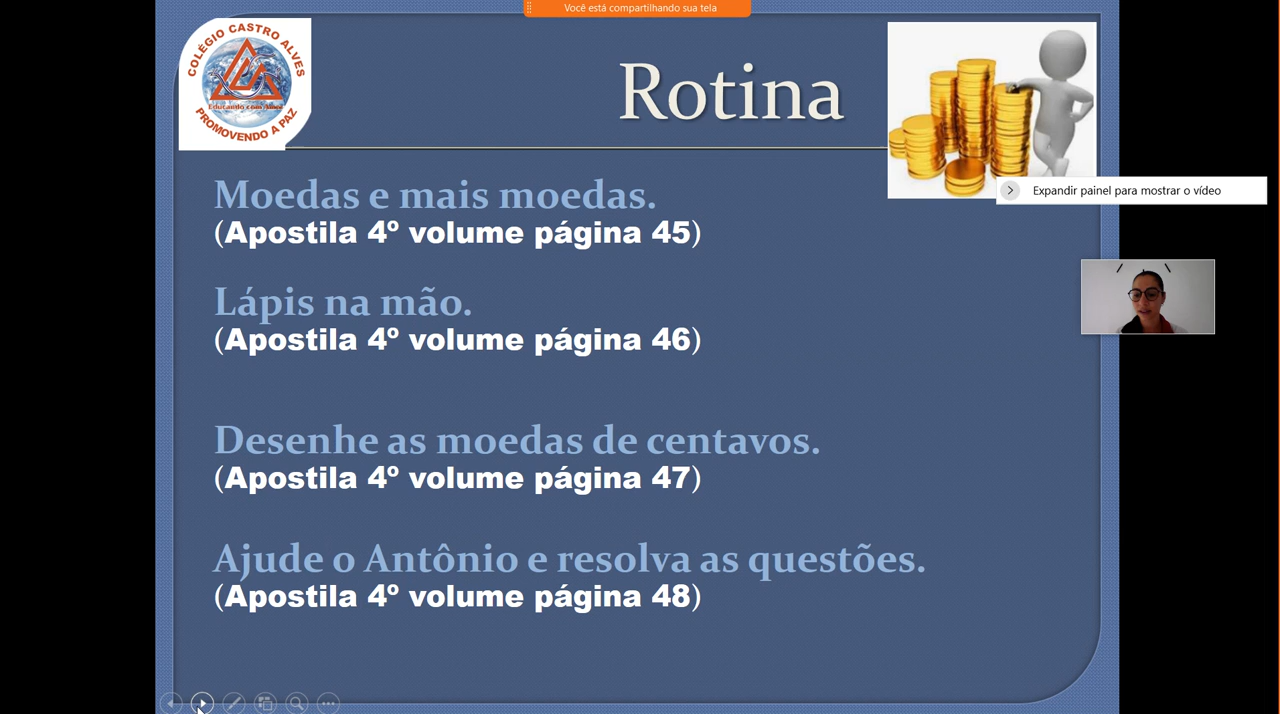 Você está compartilhando sua tela
COLÉGIO CASTRO ALVES
Educando com Amor
PROMOVENDO A PAZ
Rotina
Expandir painel para mostrar o vídeo
Moedas e mais moedas.
(Apostila 4º volume página 45)
Lápis na mão.
(Apostila 4º volume página 46)
Desenhe as moedas de centavos.
(Apostila 4º volume página 47)
Ajude o Antônio e resolva as questões.
(Apostila 4º volume página 48)